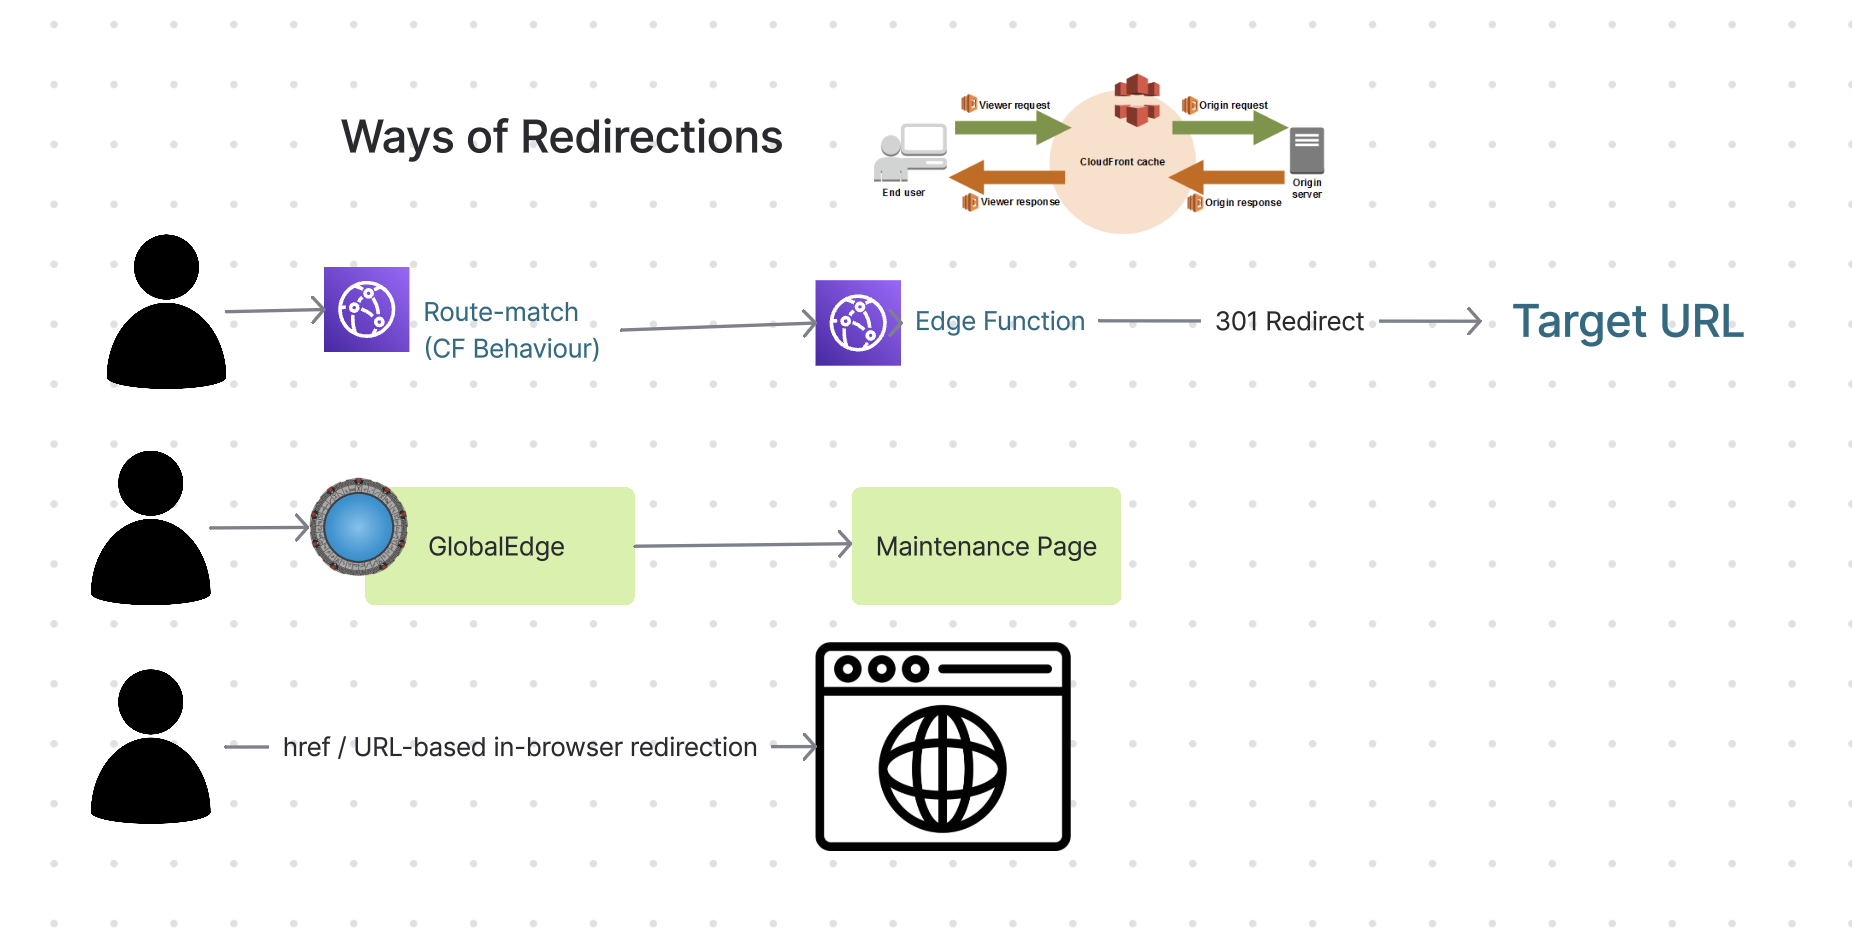 Ways of Redirections
Viewer request
Origin request
CloudFront cache
End user
Origin
server
Viewer response
Origin response
Route-match
(CF Behaviour)
Edge Function
301 Redirect
Target URL
GlobalEdge
Maintenance Page
href / URL-based in-browser redirection